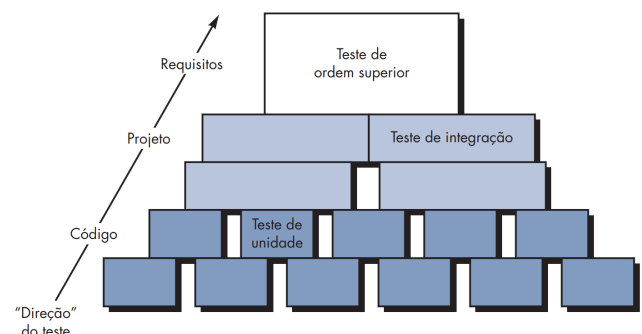 Teste de
ordem superior
Requisitos
Projeto
Teste de integração
Código
Teste de
unidade
“Direção”
do teste